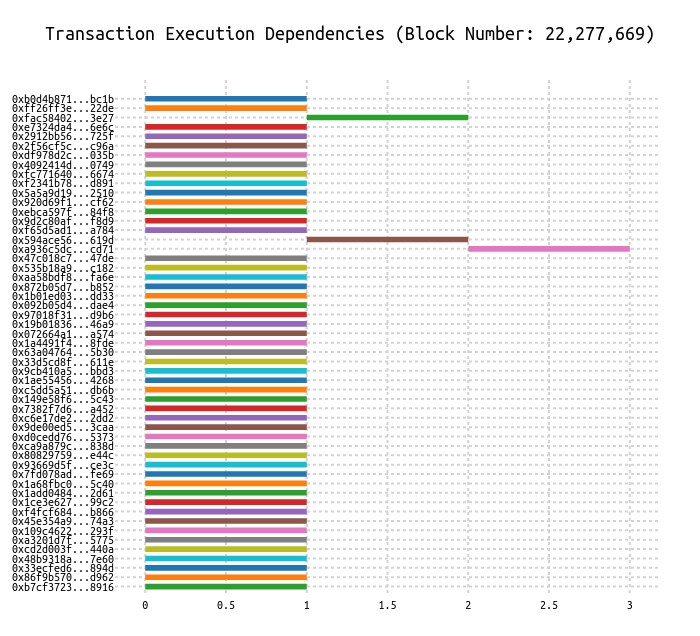 Transaction Execution Dependencies (Block Number: 22,277,669)
0xb0d4b871...bc1b
0xff26ff3e...22de
0xfac58402...3e27
0xe7324da4...6e6c
0x2912bb56...725f
0x2f56cf5c...c96a
0xdf978d2c...035b
0x4092414d...0749
0xfc771640...6674
0xf2341b78...d891
0x5a5a9d19...2510
0x920d69f1...cf62
0xebca597f...84f8
0x9d2c80af...f8d9
0xf65d5ad1...a784
0x594ace56...619d
0xa936c5dc...cd71
0x47c018c7...47de
0x535b18a9...c182
0xaa58bdf8...fa6e
0x872b05d7...b852
0x1b01ed03...dd33
0x092b05d4...dae4
0x97018f31...d9b6
0x19b01836...46a9
0x072664a1...a574
0x1a4491f4...8fde
0x63a04764...5b30
0x33d5cd8f...611e
0x9cb410a5...bbd3
0x1ae55456...4268
0xc5dd5a51...db6b
0x149e58f6...5c43
0x7382f7d6...a452
0xc6e17de2...2dd2
0x9de00ed5...3caa
0xd0cedd76...5373
0xca9a879c...838d
0x80829759...e44c
0x93669d5f...ce3c
0x7fd078ad...fe69
0x1a68fbc0...5c40
0x1add0484...2d61
0x1ce3e627...99c2
0xf4fcf684...b866
0x45e354a9...74a3
0x109c4622...293f
0xa3201d7f...5775
0xcd2d003f...440a
0x48b9318a...7e60
0x33ecfed6...894d
0x86f9b570...d962
0xb7cf3723...8916
0 0.5 1 1.5 2 2.5 3